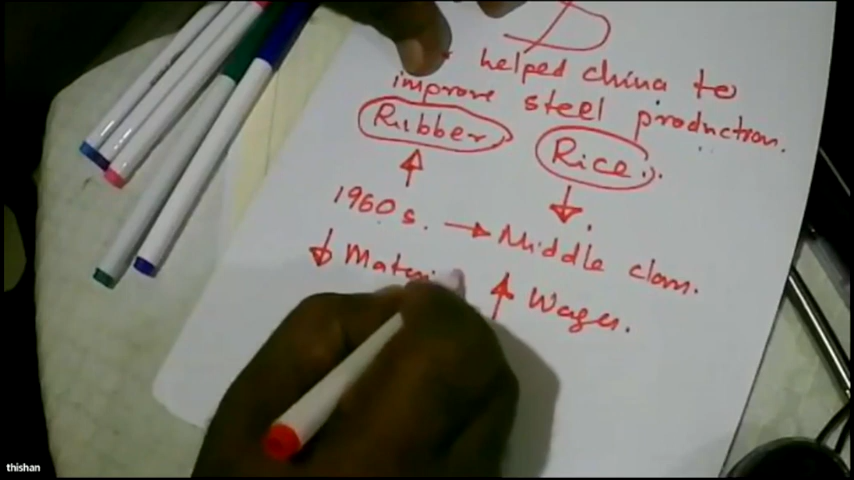 helped china to
improve steel production.
Rubber Rice
1960s. → Middle class.
↓ ↑ Wages.
thishan